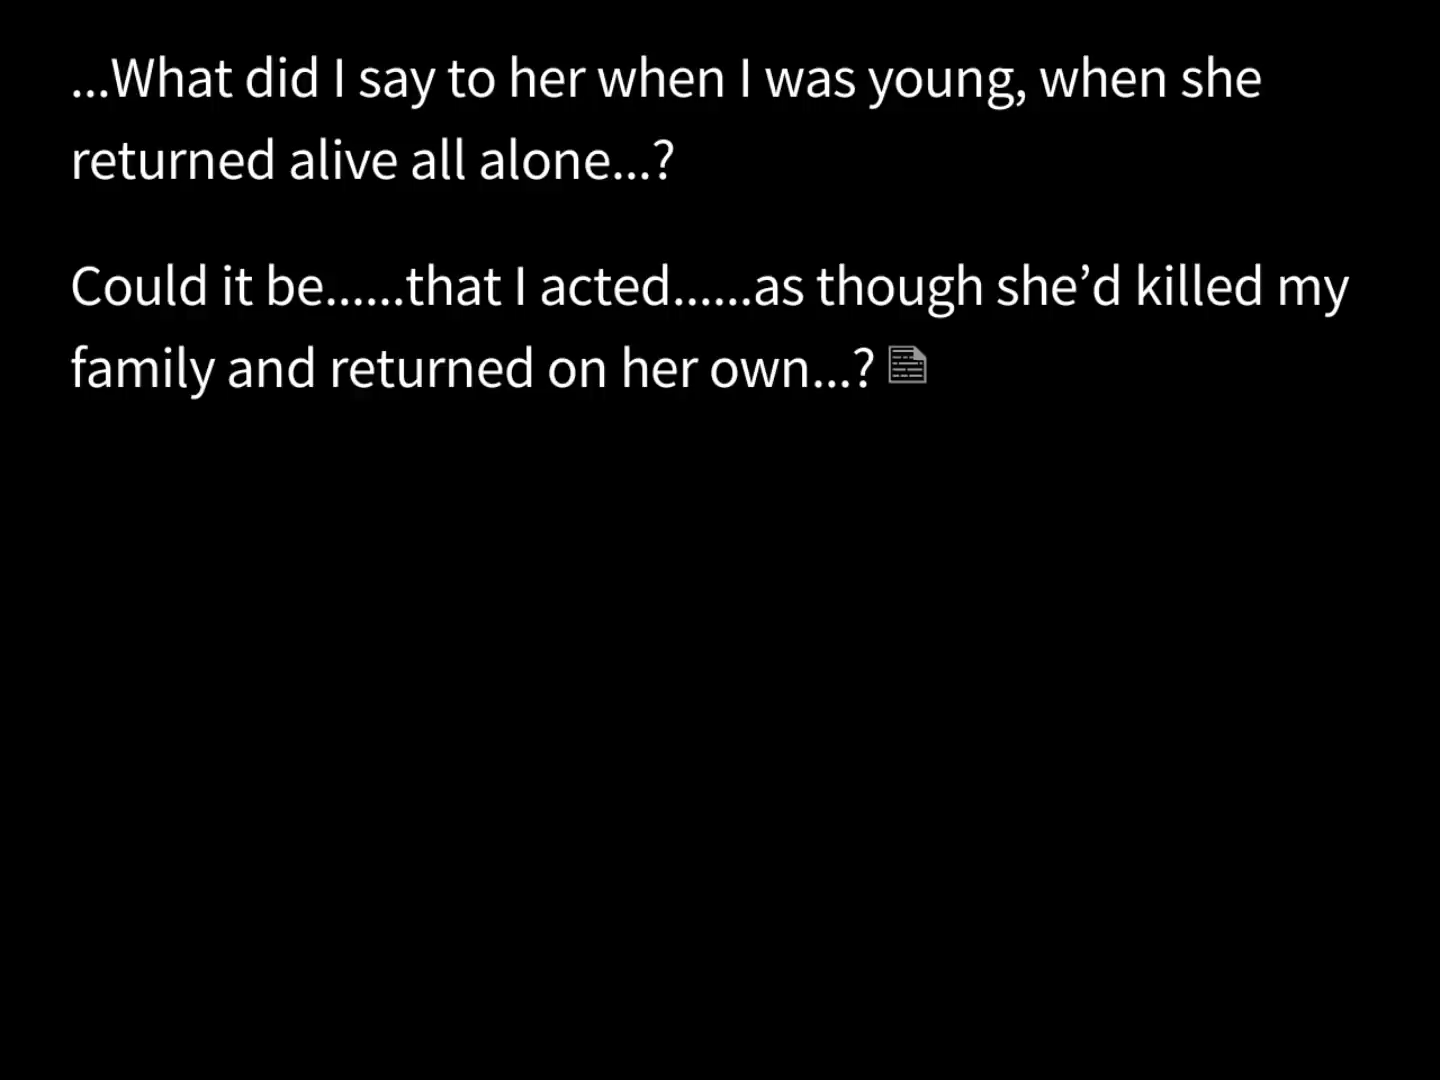 ...What did I say to her when I was young, when she
returned alive all alone...?
Could it be......that I acted......as though she’d killed my
family and returned on her own...?